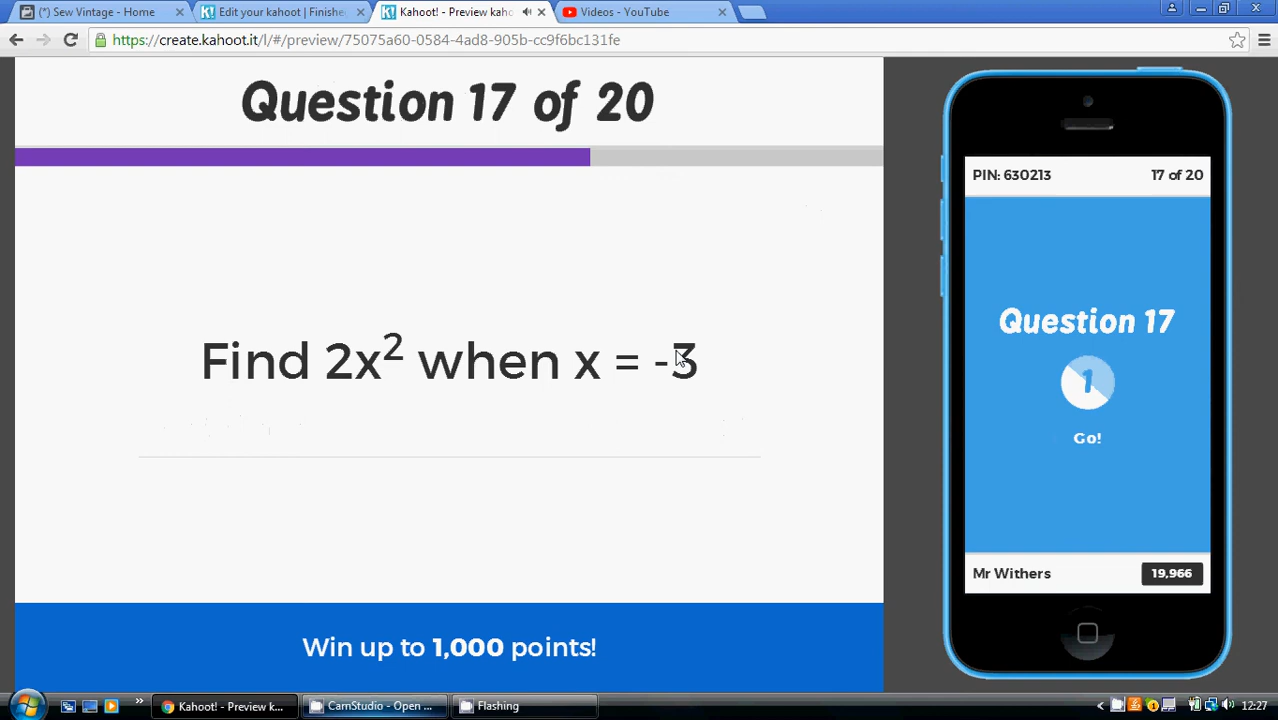 (*) Sew Vintage - Home
Edit your kahoot | Finishe
Kahoot! - Preview kaho
Videos - YouTube
https://create.kahoot.it/l/#/preview/75075a60-0584-4ad8-905b-cc9f6bc131fe
Question 17 of 20
Find 2x² when x = -3
Win up to 1,000 points!
PIN: 630213 17 of 20
Question 17
1
Go!
Mr Withers 19,966
Kahoot! - Preview k...
CamStudio - Open ...
Flashing
12:27